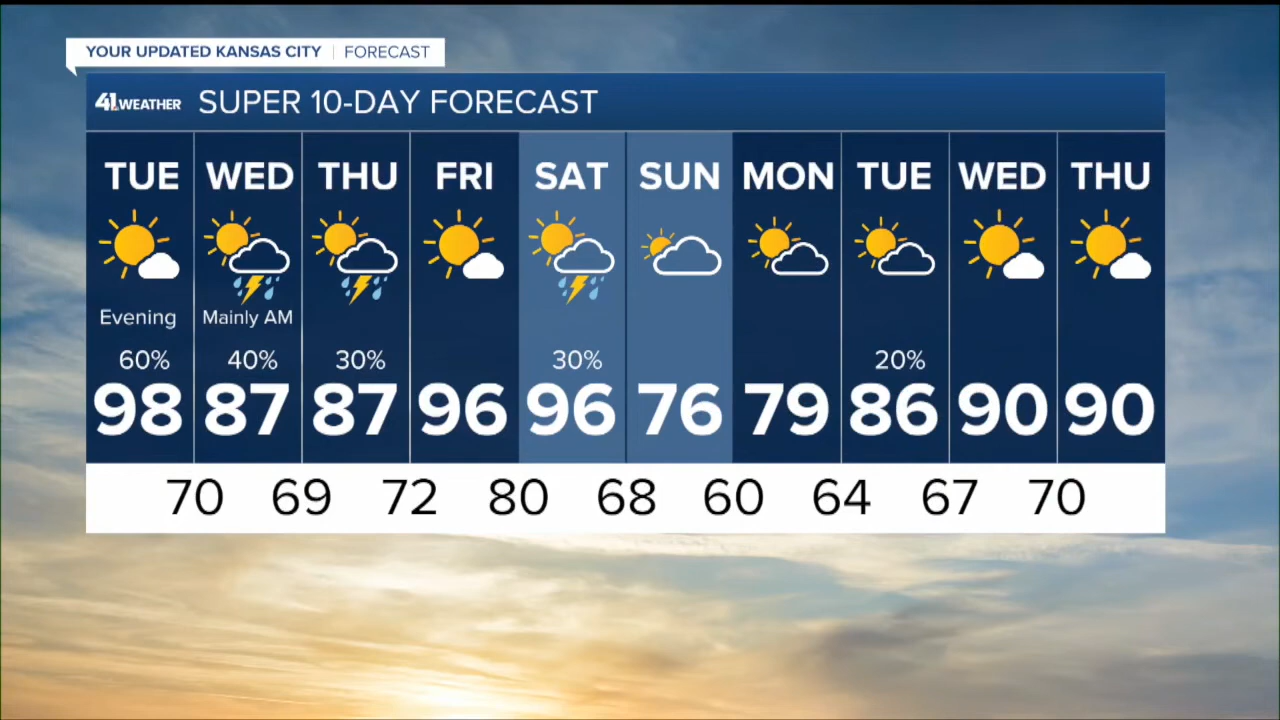 YOUR UPDATED KANSAS CITY | FORECAST
41 WEATHER SUPER 10-DAY FORECAST
TUE WED THU FRI SAT SUN MON TUE WED THU
Evening Mainly AM
60% 40% 30% 30% 20%
98 87 87 96 96 76 79 86 90 90
70 69 72 80 68 60 64 67 70